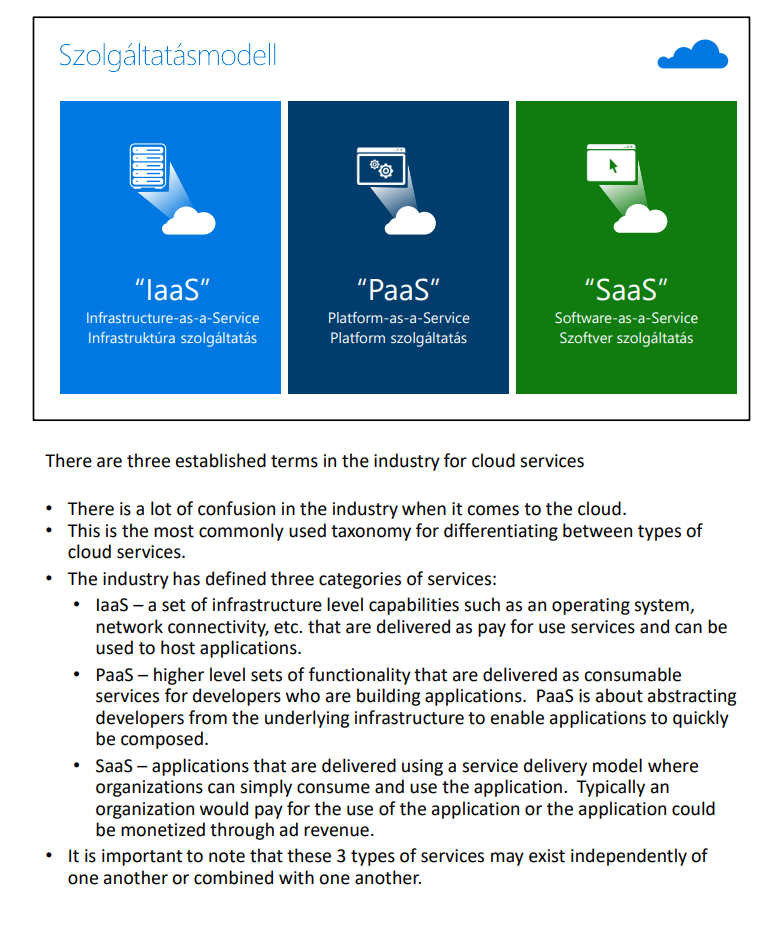 Szolgáltatásmodell
“IaaS”
Infrastructure-as-a-Service
Infrastruktúra szolgáltatás
“PaaS”
Platform-as-a-Service
Platform szolgáltatás
“SaaS”
Software-as-a-Service
Szoftver szolgáltatás
There are three established terms in the industry for cloud services
• There is a lot of confusion in the industry when it comes to the cloud.
• This is the most commonly used taxonomy for differentiating between types of
cloud services.
• The industry has defined three categories of services:
• IaaS – a set of infrastructure level capabilities such as an operating system,
network connectivity, etc. that are delivered as pay for use services and can be
used to host applications.
• PaaS – higher level sets of functionality that are delivered as consumable
services for developers who are building applications.  PaaS is about abstracting
developers from the underlying infrastructure to enable applications to quickly
be composed.
• SaaS – applications that are delivered using a service delivery model where
organizations can simply consume and use the application.  Typically an
organization would pay for the use of the application or the application could
be monetized through ad revenue.
• It is important to note that these 3 types of services may exist independently of
one another or combined with one another.